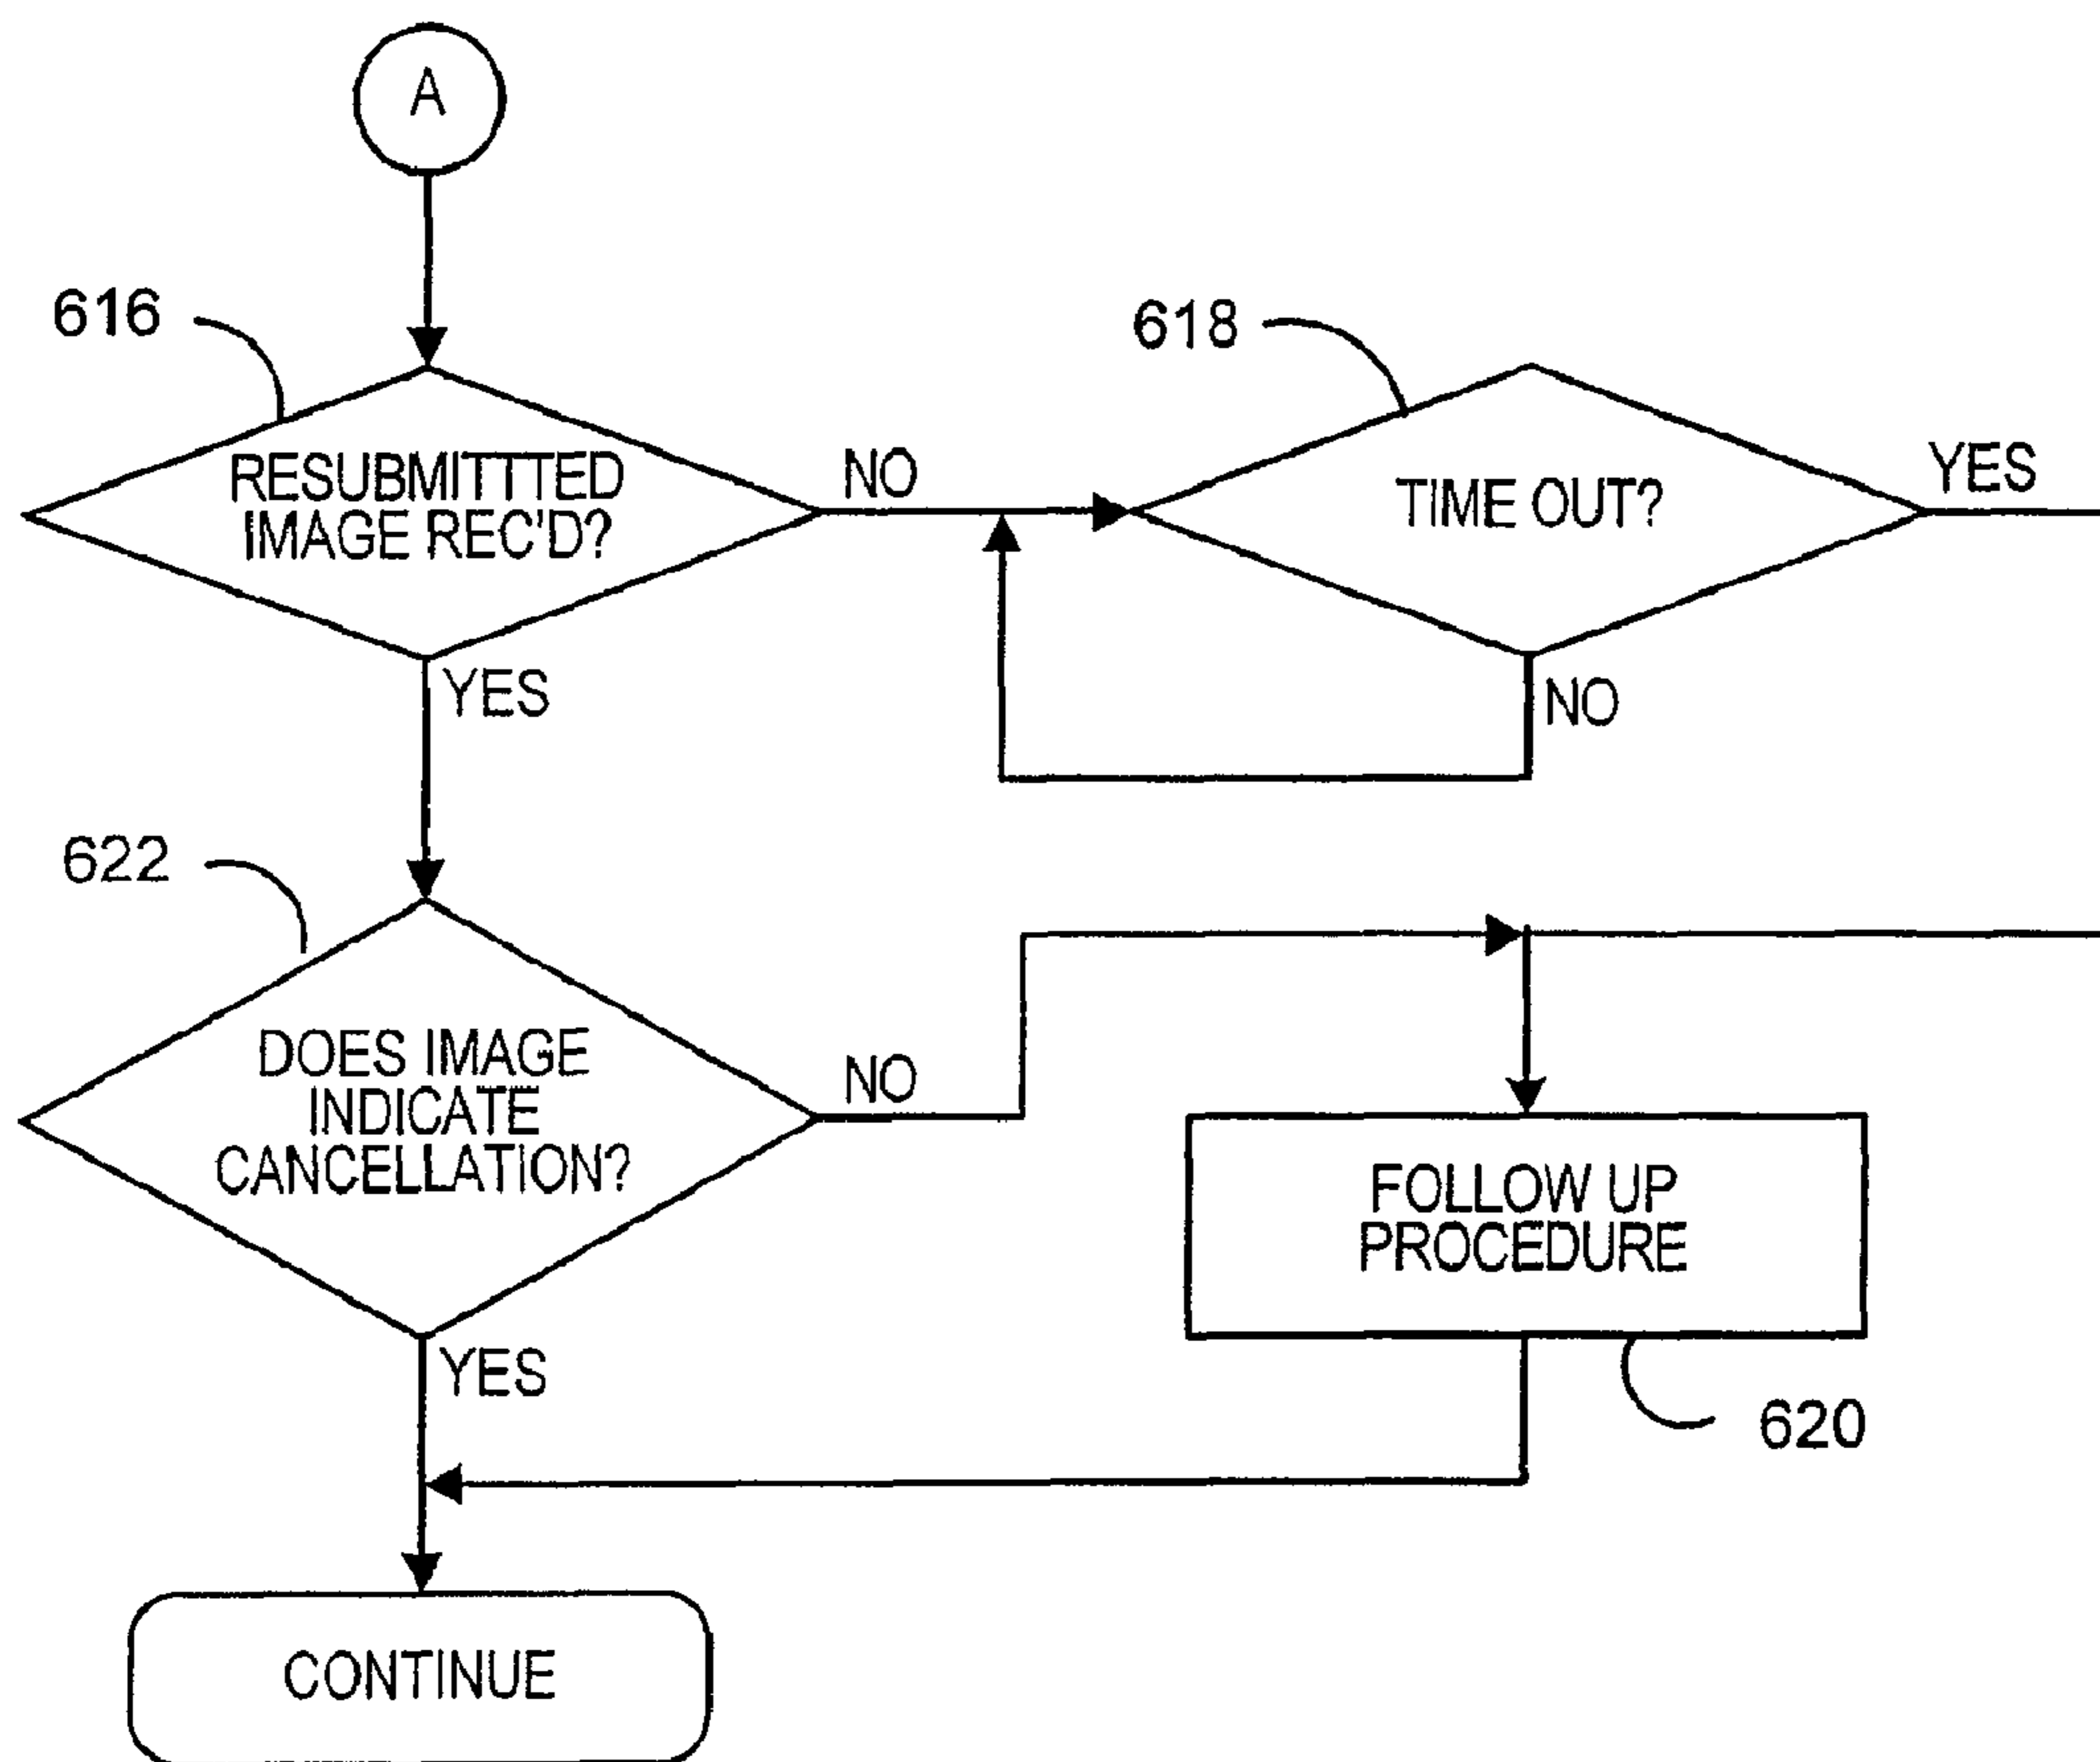 A
616
RESUBMITTTED
IMAGE REC'D?
NO
618
TIME OUT?
YES
YES
NO
622
DOES IMAGE
INDICATE
CANCELLATION?
NO
FOLLOW UP
PROCEDURE
620
YES
CONTINUE